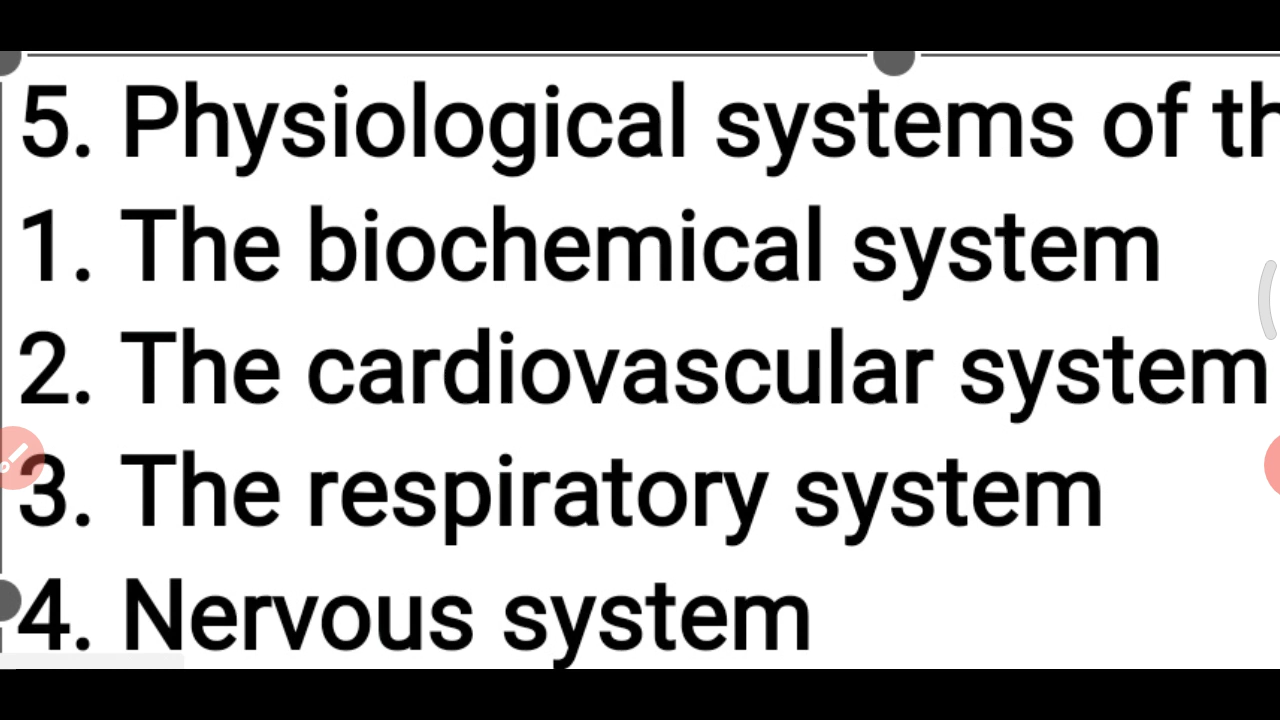 5. Physiological systems of th
1. The biochemical system
2. The cardiovascular system
3. The respiratory system
4. Nervous system